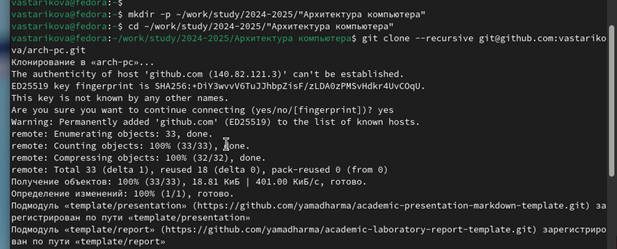 vastarikova@fedora:~$
vastarikova@fedora:~$ mkdir -p ~/work/study/2024-2025/"Архитектура компьютера"
vastarikova@fedora:~$ cd ~/work/study/2024-2025/"Архитектура компьютера"
vastarikova@fedora:~/work/study/2024-2025/Архитектура компьютера$ git clone --recursive git@github.com:vastariko
va/arch-pc.git
Клонирование в «arch-pc»...
The authenticity of host 'github.com (140.82.121.3)' can't be established.
ED25519 key fingerprint is SHA256:+DiY3wvvV6TuJJhbpZisF/zLDA0zPMSvHdkr4UvCOqU.
This key is not known by any other names.
Are you sure you want to continue connecting (yes/no/[fingerprint])? yes
Warning: Permanently added 'github.com' (ED25519) to the list of known hosts.
remote: Enumerating objects: 33, done.
remote: Counting objects: 100% (33/33), done.
remote: Compressing objects: 100% (32/32), done.
remote: Total 33 (delta 1), reused 18 (delta 0), pack-reused 0 (from 0)
Получение объектов: 100% (33/33), 18.81 КиБ | 401.00 КиБ/с, готово.
Определение изменений: 100% (1/1), готово.
Подмодуль «template/presentation» (https://github.com/yamadharma/academic-presentation-markdown-template.git) за
регистрирован по пути «template/presentation»
Подмодуль «template/report» (https://github.com/yamadharma/academic-laboratory-report-template.git) зарегистриро
ван по пути «template/report»